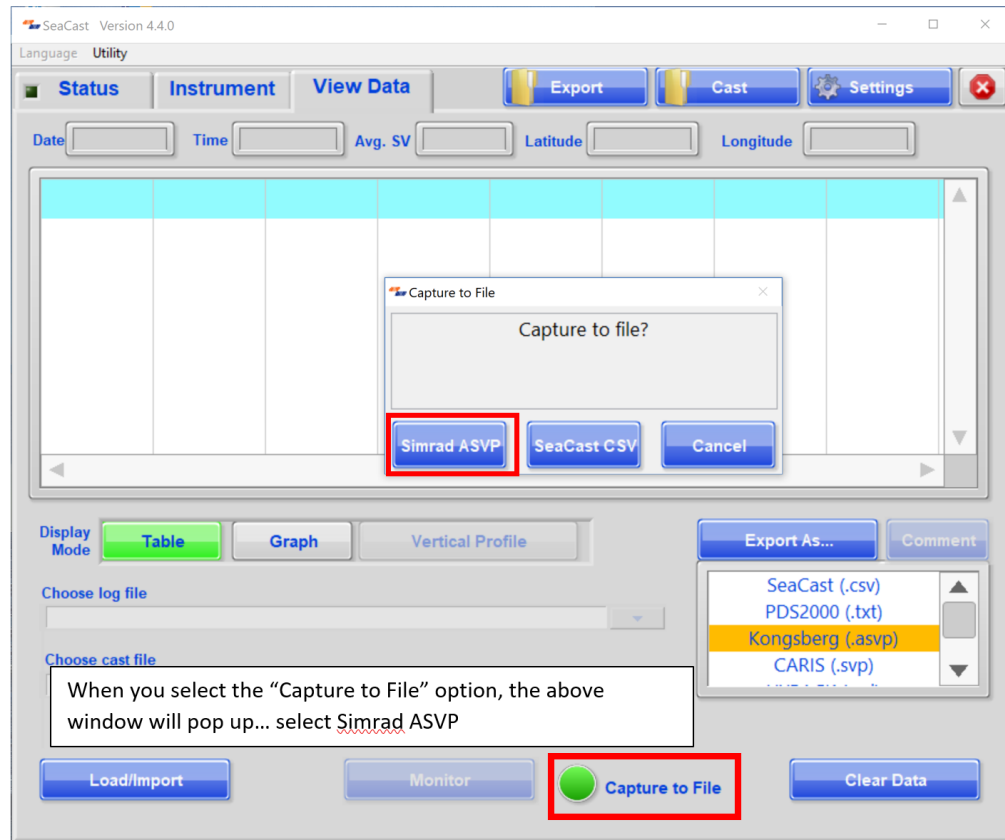 SeaCast Version 4.4.0
Language Utility
Status Instrument View Data Export Cast Settings
Date Time Avg. SV Latitude Longitude
Capture to File
Capture to file?
Simrad ASVP SeaCast CSV Cancel
Display Mode Table Graph Vertical Profile
Export As... Comment
Choose log file
SeaCast (.csv)
PDS2000 (.txt)
Kongsberg (.asvp)
CARIS (.svp)
Choose cast file
When you select the “Capture to File” option, the above
window will pop up... select Simrad ASVP
Load/Import Monitor Capture to File Clear Data